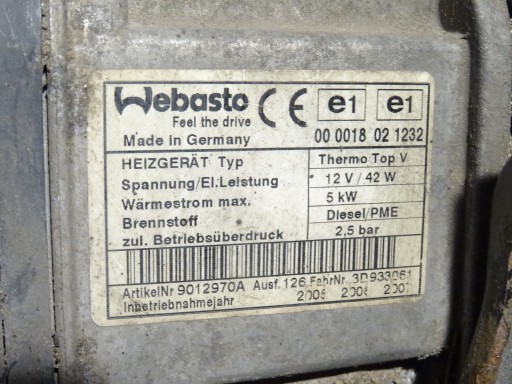 Webasto CE e1 e1
Feel the drive
Made in Germany 00 0018 02 1232
HEIZGERÄT Typ Thermo Top V
Spannung/El.Leistung 12 V / 42 W
Wärmestrom max. 5 kW
Brennstoff Diesel/PME
zul. Betriebsüberdruck 2,5 bar
ArtikelNr 9012970A Ausf. 126 FahrNr.
Inbetriebnahmejahr 2005 2006 2007